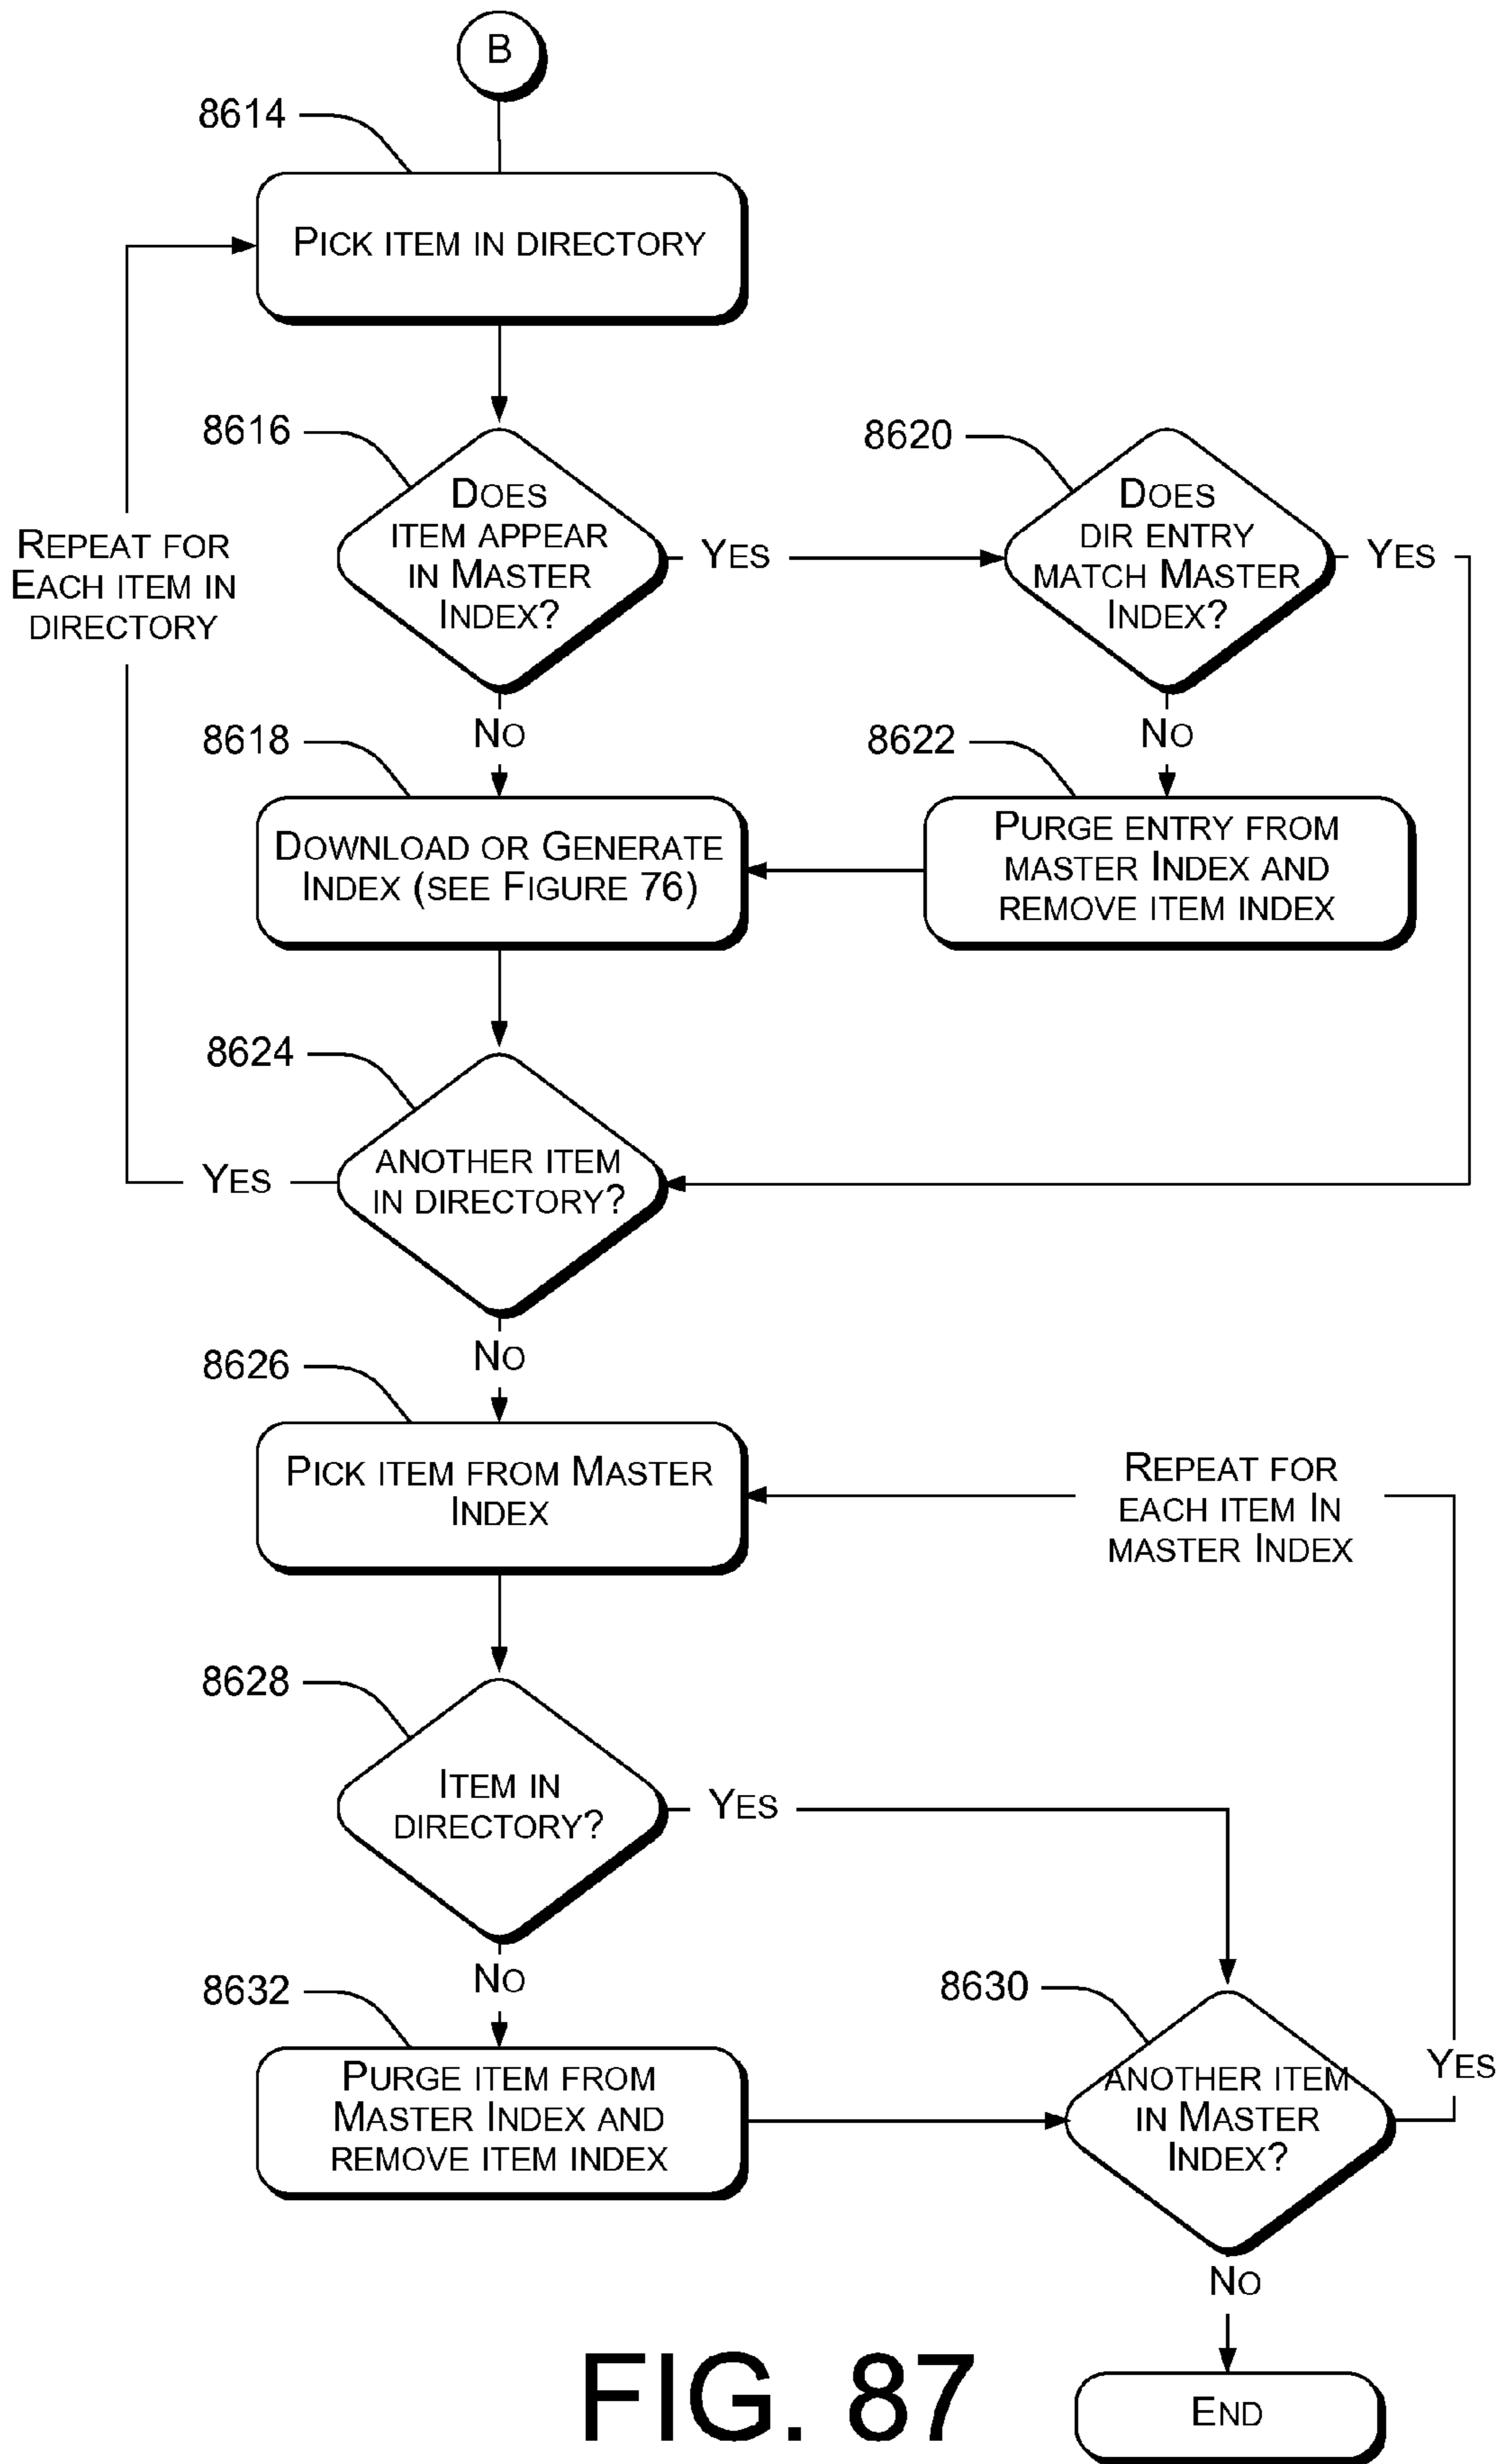 B
8614
PICK ITEM IN DIRECTORY
8616
DOES
ITEM APPEAR
IN MASTER
INDEX?
YES
8620
DOES
DIR ENTRY
MATCH MASTER
INDEX?
YES
REPEAT FOR
EACH ITEM IN
DIRECTORY
NO
NO
8618
DOWNLOAD OR GENERATE
INDEX (SEE FIGURE 76)
8622
PURGE ENTRY FROM
MASTER INDEX AND
REMOVE ITEM INDEX
8624
ANOTHER ITEM
IN DIRECTORY?
YES
NO
8626
PICK ITEM FROM MASTER
INDEX
REPEAT FOR
EACH ITEM IN
MASTER INDEX
8628
ITEM IN
DIRECTORY?
YES
NO
8632
PURGE ITEM FROM
MASTER INDEX AND
REMOVE ITEM INDEX
8630
ANOTHER ITEM
IN MASTER
INDEX?
YES
NO
END
FIG. 87